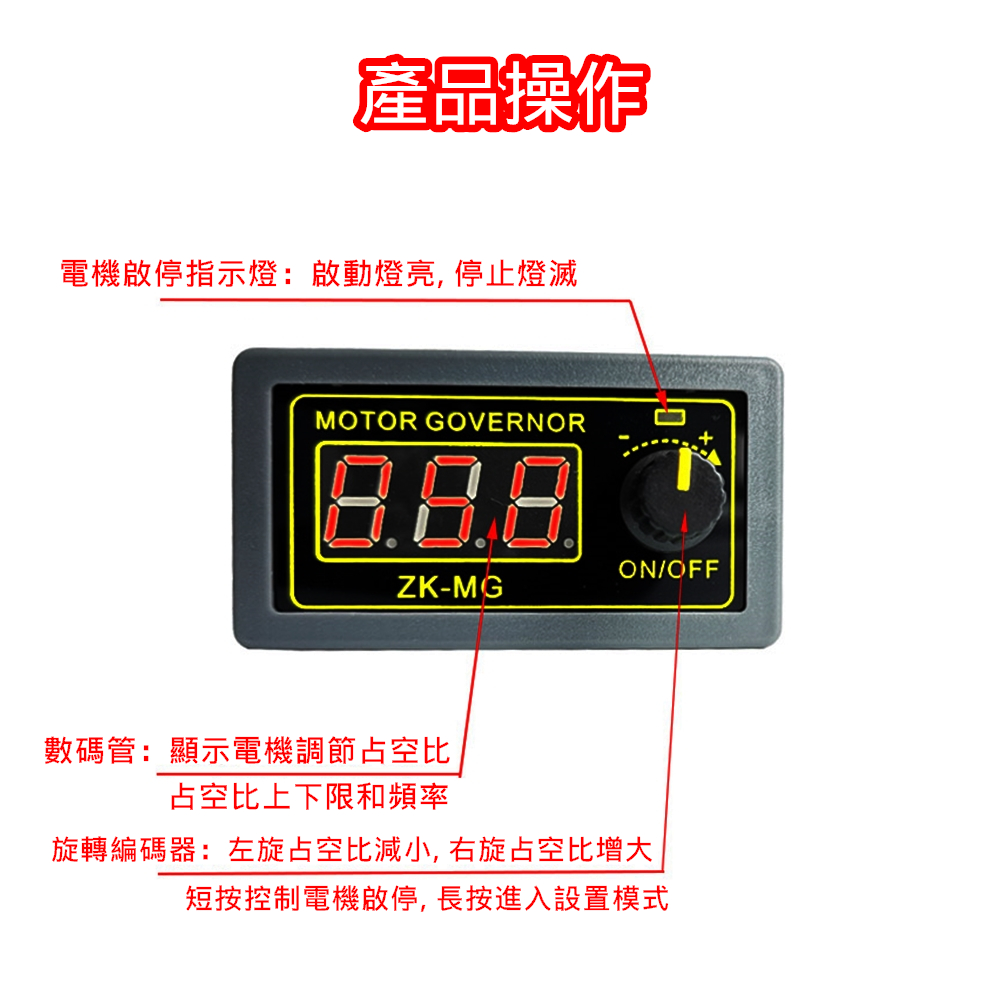 產品操作
電機啟停指示燈：啟動燈亮, 停止燈滅
MOTOR GOVERNOR
- +
050
ON/OFF
ZK-MG
數碼管：顯示電機調節占空比
占空比上下限和頻率
旋轉編碼器：左旋占空比減小, 右旋占空比增大
短按控制電機啟停, 長按進入設置模式